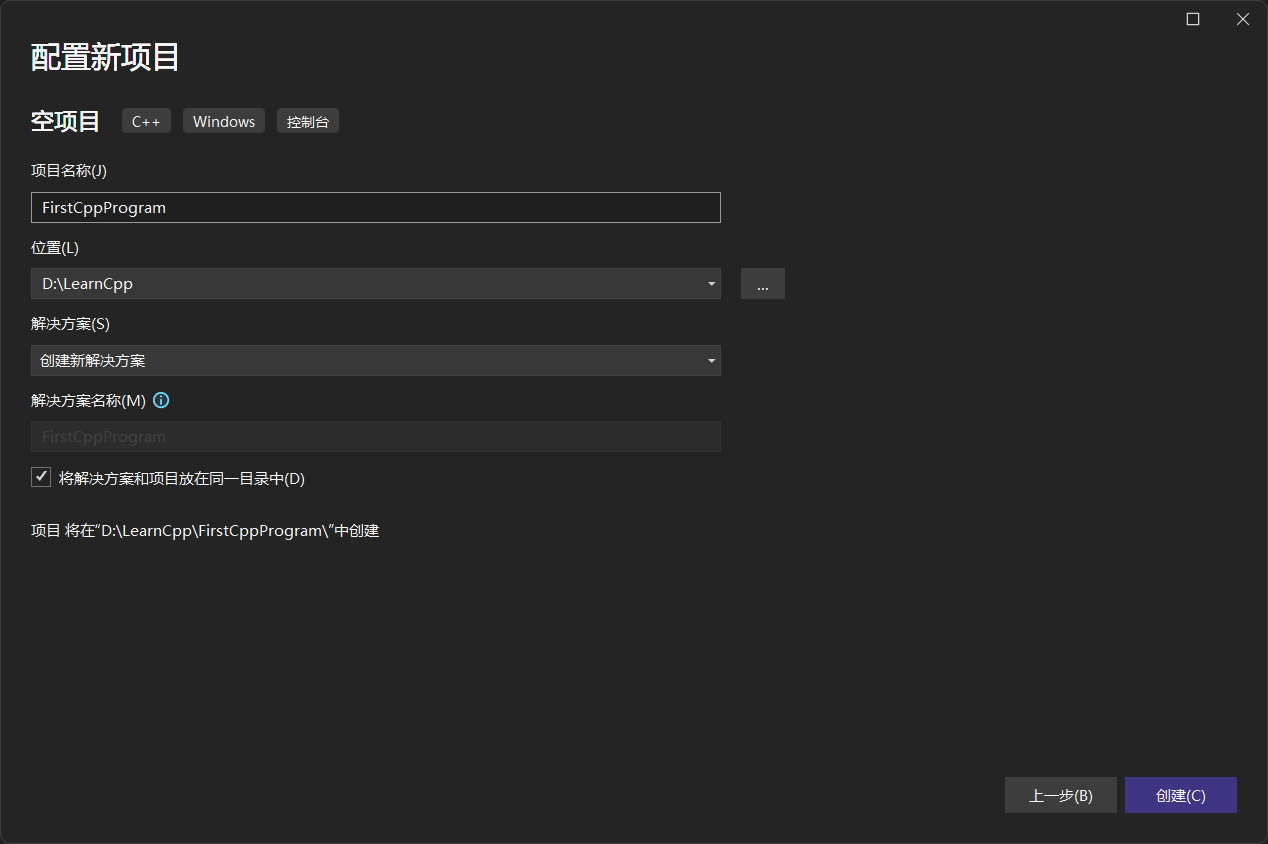 配置新项目
空项目 C++ Windows 控制台
项目名称(J)
FirstCppProgram
位置(L)
D:\LearnCpp ...
解决方案(S)
创建新解决方案
解决方案名称(M)
FirstCppProgram
将解决方案和项目放在同一目录中(D)
项目 将在“D:\LearnCpp\FirstCppProgram\”中创建
上一步(B) 创建(C)